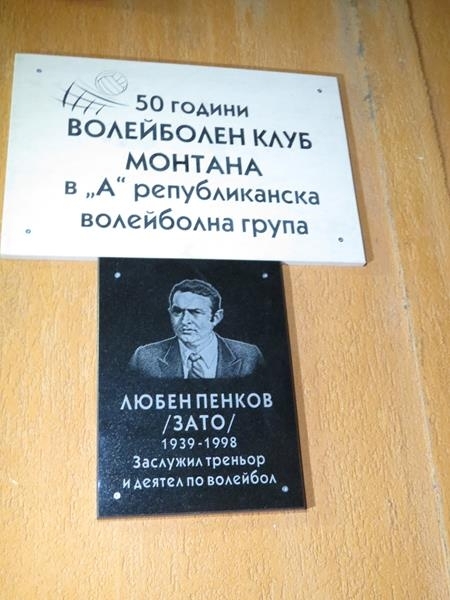 50 години
ВОЛЕЙБОЛЕН КЛУБ
МОНТАНА
в „А“ републиканска
волейболна група
ЛЮБЕН ПЕНКОВ
/ЗАТО/
1939-1998
Заслужил треньор
и деятел по волейбол